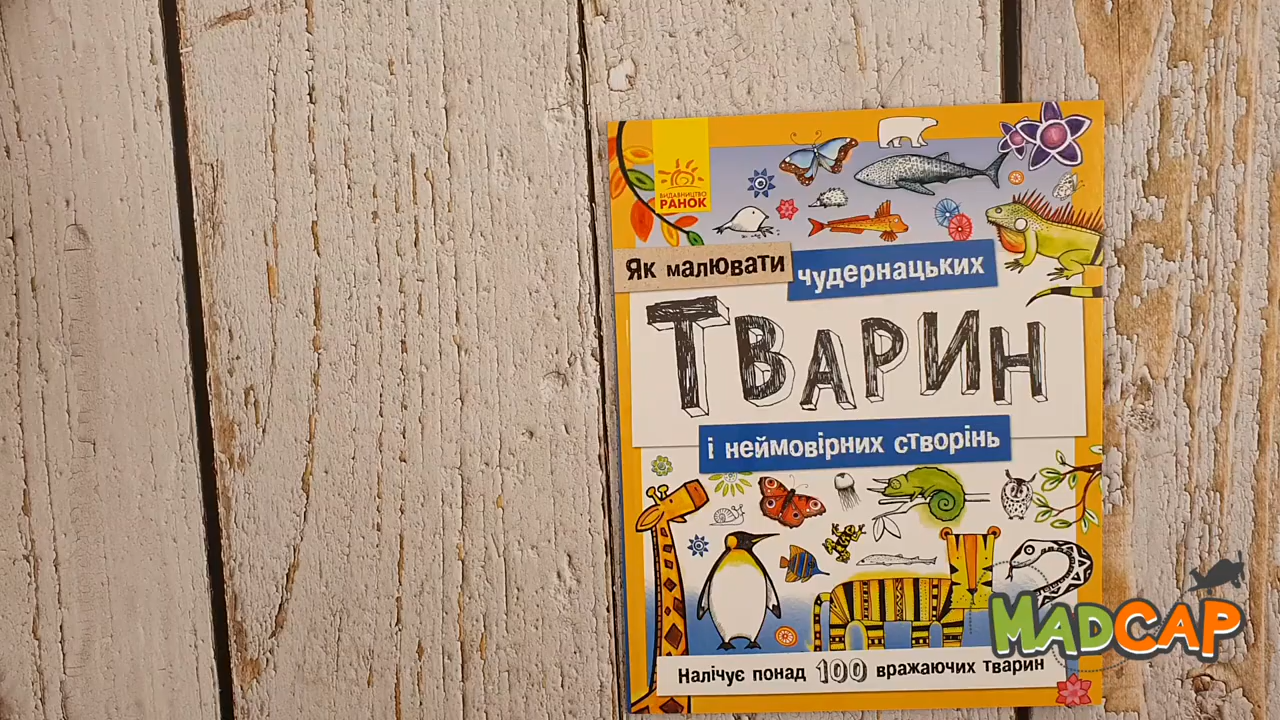 ВИДАВНИЦТВО
РАНОК
Як малювати
чудернацьких
ТВАРИН
і неймовірних створінь
Налічує понад 100 вражаючих тварин
MADCAP